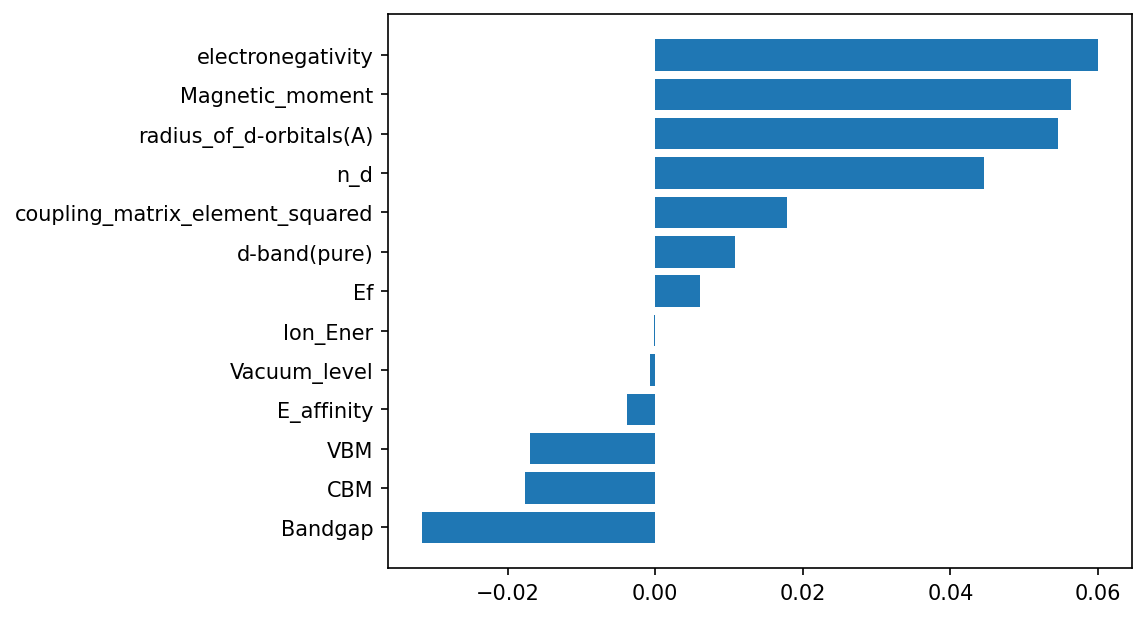 electronegativity
Magnetic_moment
radius_of_d-orbitals(A)
n_d
coupling_matrix_element_squared
d-band(pure)
Ef
Ion_Ener
Vacuum_level
E_affinity
VBM
CBM
Bandgap
−0.02 0.00 0.02 0.04 0.06